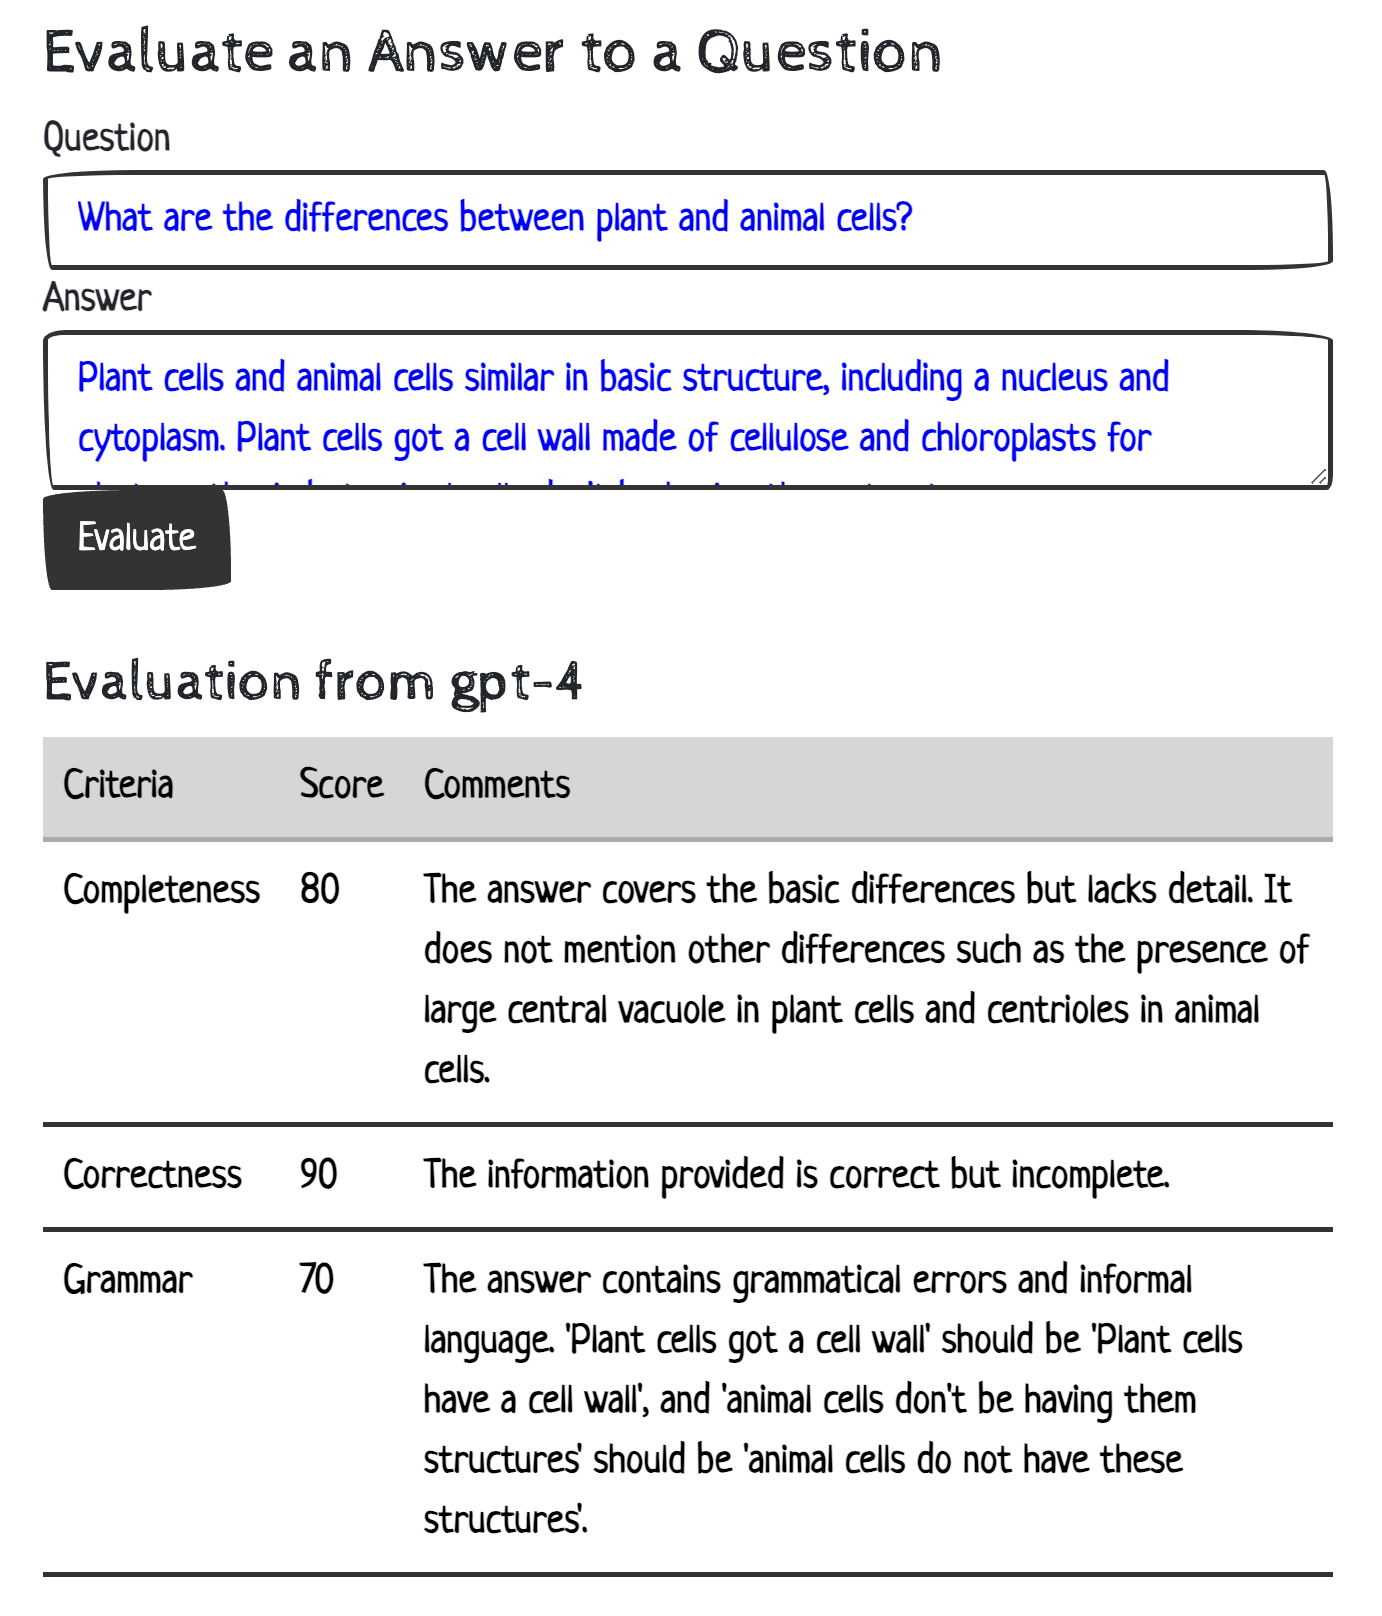 Evaluate an Answer to a Question
Question
What are the differences between plant and animal cells?
Answer
Plant cells and animal cells similar in basic structure, including a nucleus and
cytoplasm. Plant cells got a cell wall made of cellulose and chloroplasts for
Evaluate
Evaluation from gpt-4
Criteria Score Comments
Completeness 80 The answer covers the basic differences but lacks detail. It
does not mention other differences such as the presence of
large central vacuole in plant cells and centrioles in animal
cells.
Correctness 90 The information provided is correct but incomplete.
Grammar 70 The answer contains grammatical errors and informal
language. 'Plant cells got a cell wall' should be 'Plant cells
have a cell wall', and 'animal cells don't be having them
structures' should be 'animal cells do not have these
structures'.